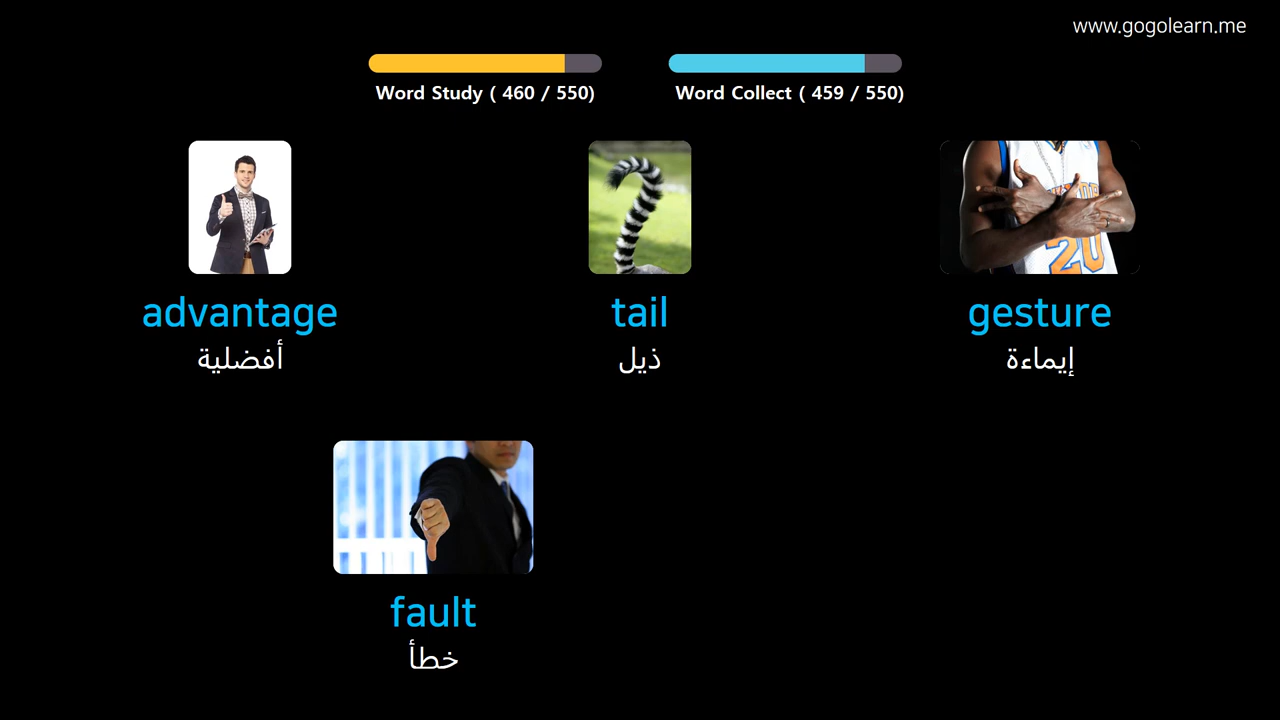 www.gogolearn.me
Word Study ( 460 / 550)
Word Collect ( 459 / 550)
advantage
أفضلية
tail
ذيل
gesture
إيماءة
20
fault
خطأ